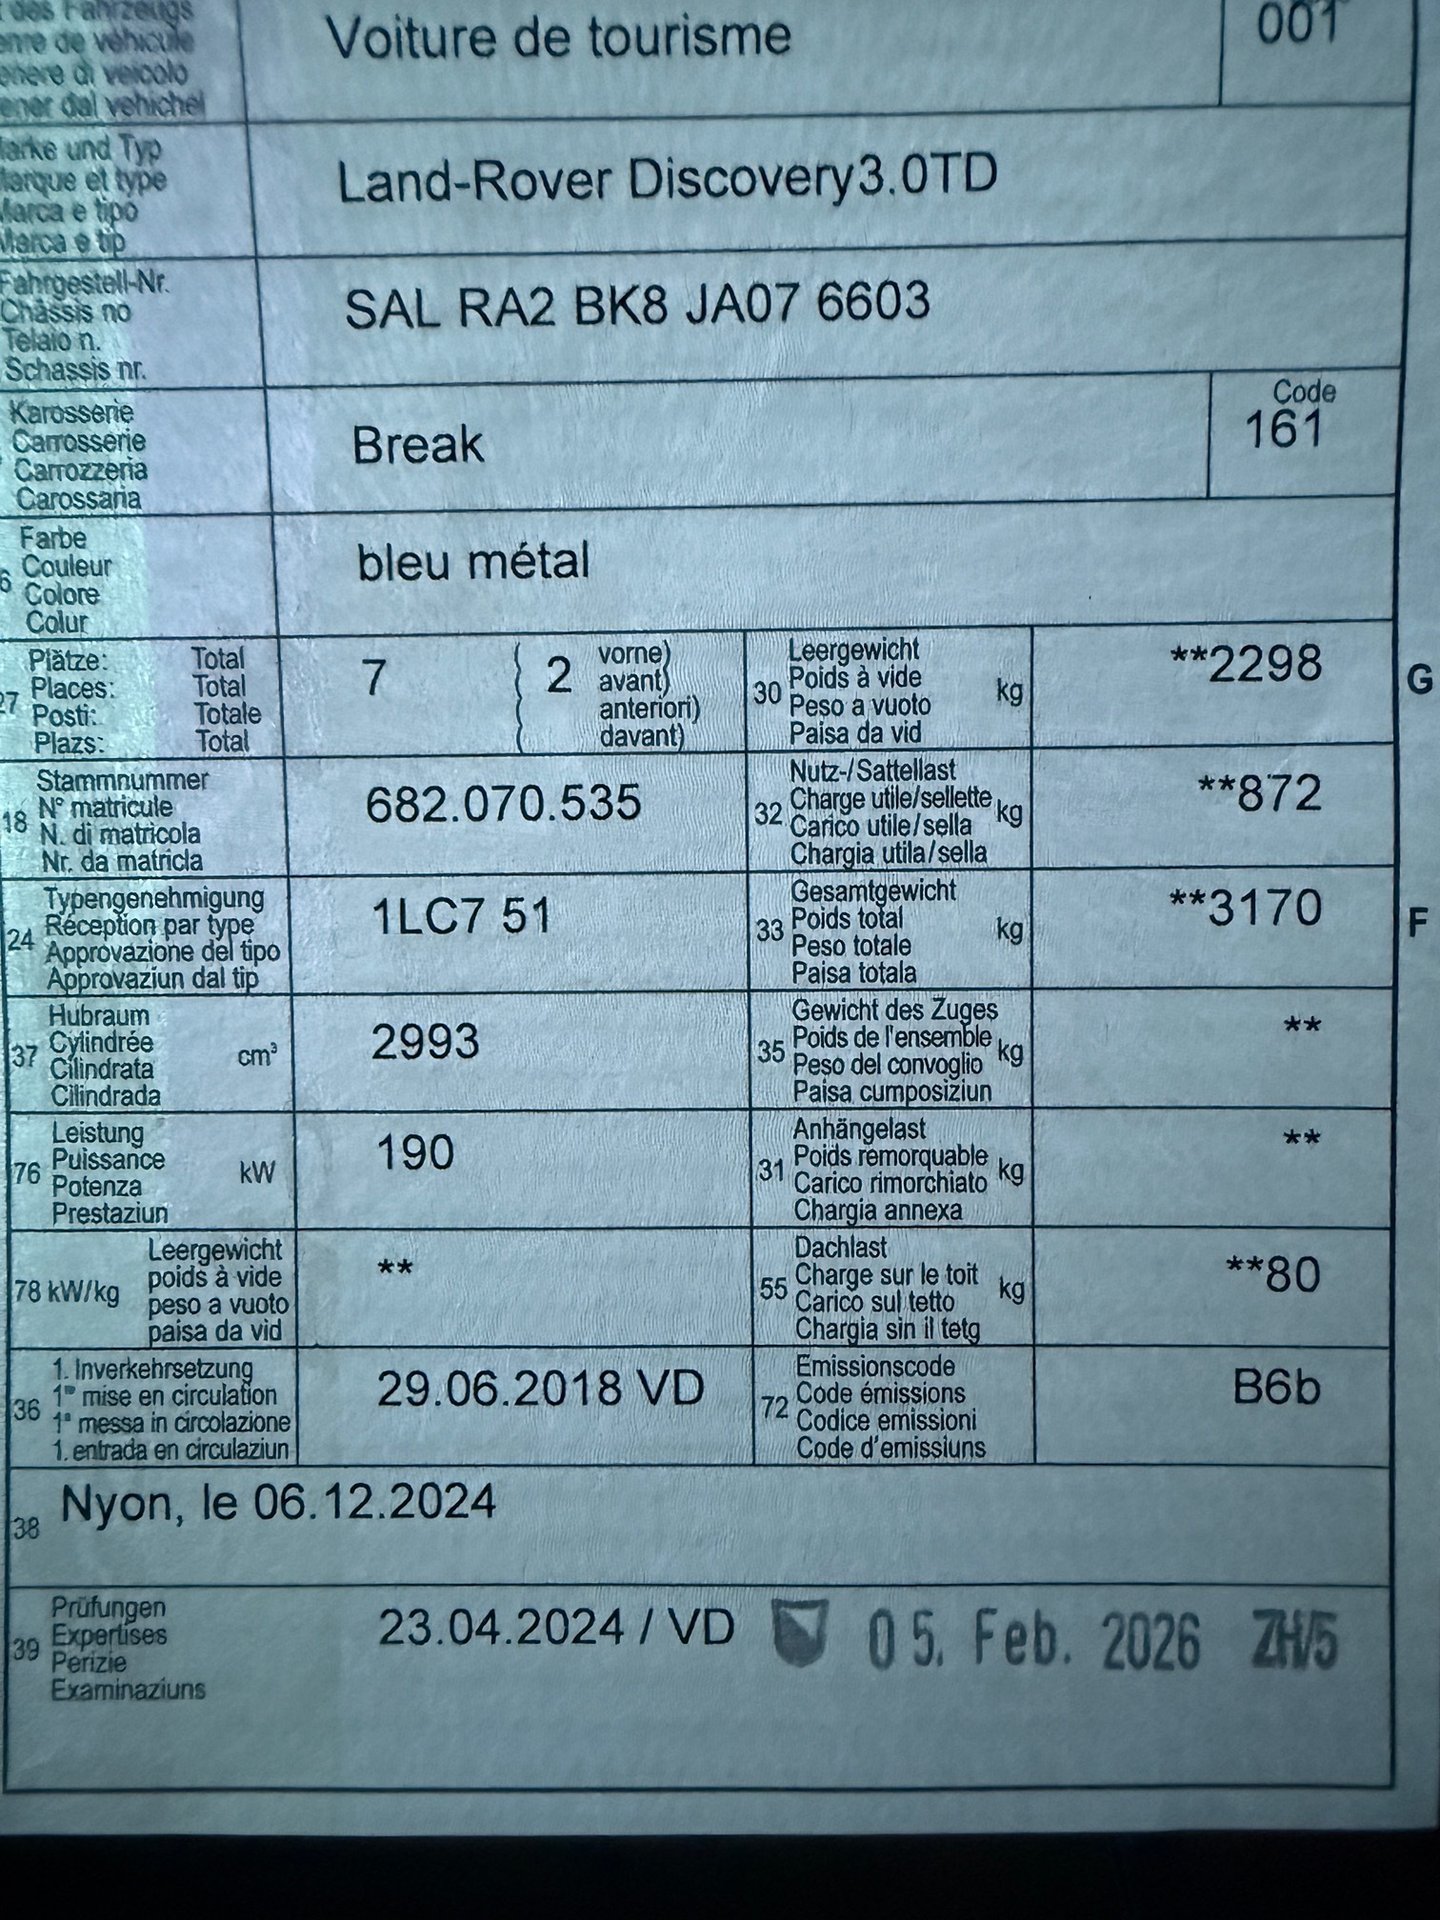 des Fahrzeugs
de véhicule
di veicolo
dal vehichel
Voiture de tourisme
001
Marke und Typ
Marque et type
Marca e tipo
Marca e tip
Land-Rover Discovery3.0TD
Fahrgestell-Nr.
Châssis no
Telaio n.
Schassis nr.
SAL RA2 BK8 JA07 6603
Karosserie
Carrosserie
Carrozzeria
Carossaria
Break
Code
161
6
Farbe
Couleur
Colore
Colur
bleu métal
27
Plätze: Total
Places: Total
Posti: Totale
Plazs: Total
7
2
vorne)
avant)
anteriori)
davant)
30
Leergewicht
Poids à vide
Peso a vuoto
Paisa da vid
kg
**2298
G
18
Stammnummer
N° matricule
N. di matricola
Nr. da matricla
682.070.535
32
Nutz-/Sattellast
Charge utile/sellette
Carico utile/sella
Chargia utila/sella
kg
**872
24
Typengenehmigung
Réception par type
Approvazione del tipo
Approvaziun dal tip
1LC7 51
33
Gesamtgewicht
Poids total
Peso totale
Paisa totala
kg
**3170
F
37
Hubraum
Cylindrée
Cilindrata
Cilindrada
cm³
2993
35
Gewicht des Zuges
Poids de l'ensemble
Peso del convoglio
Paisa cumposiziun
kg
**
76
Leistung
Puissance
Potenza
Prestaziun
kW
190
31
Anhängelast
Poids remorquable
Carico rimorchiato
Chargia annexa
kg
**
78 kW/kg
Leergewicht
poids à vide
peso a vuoto
paisa da vid
**
55
Dachlast
Charge sur le toit
Carico sul tetto
Chargia sin il tetg
kg
**80
36
1. Inverkehrsetzung
1re mise en circulation
1a messa in circolazione
1. entrada en circulaziun
29.06.2018 VD
72
Emissionscode
Code émissions
Codice emissioni
Code d'emissiuns
B6b
38
Nyon, le 06.12.2024
39
Prüfungen
Expertises
Perizie
Examinaziuns
23.04.2024 / VD
05. Feb. 2026 ZH/5